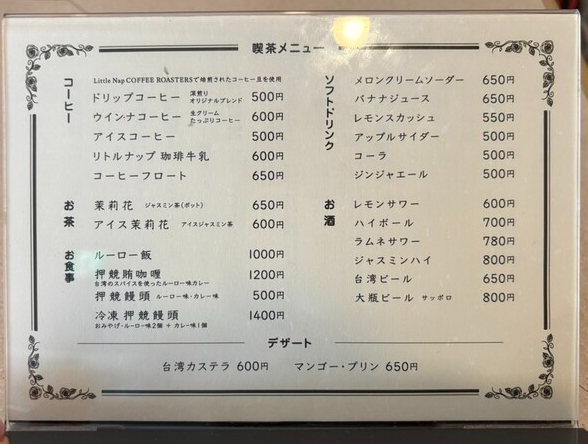 喫茶メニュー
コーヒー
Little Nap COFFEE ROASTERSで焙煎されたコーヒー豆を使用
ドリップコーヒー 深煎り オリジナルブレンド 500円
ウインナコーヒー 生クリーム たっぷりコーヒー 600円
アイスコーヒー 500円
リトルナップ 珈琲牛乳 600円
コーヒーフロート 650円
お茶
茉莉花 ジャスミン茶(ポット) 650円
アイス茉莉花 アイスジャスミン茶 600円
お食事
ルーロー飯 1000円
押競賄咖喱 1200円
台湾のスパイスを使ったルーロー味カレー
押競饅頭 ルーロー味・カレー味 500円
冷凍 押競饅頭 1400円
おみやげ・ルーロー味2個 + カレー味1個
ソフトドリンク
メロンクリームソーダー 650円
バナナジュース 650円
レモンスカッシュ 550円
アップルサイダー 500円
コーラ 500円
ジンジャエール 500円
お酒
レモンサワー 600円
ハイボール 700円
ラムネサワー 780円
ジャスミンハイ 800円
台湾ビール 650円
大瓶ビール サッポロ 800円
デザート
台湾カステラ 600円 マンゴー・プリン 650円